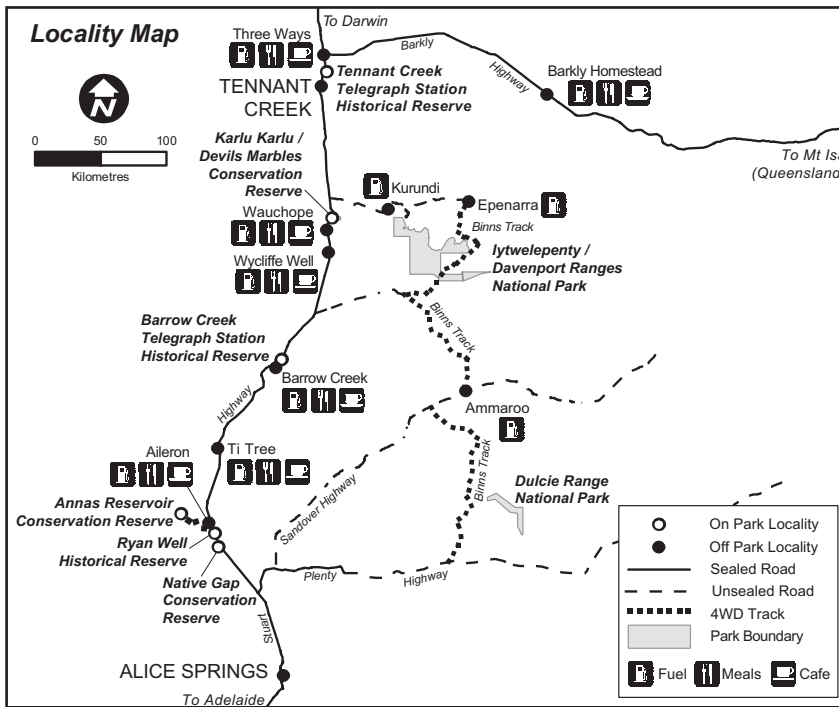 Locality Map
To Darwin
Three Ways
Barkly
Highway
Barkly Homestead
TENNANT
CREEK
Tennant Creek
Telegraph Station
Historical Reserve
N
0 50 100
Kilometres
To Mt Isa
(Queensland)
Karlu Karlu /
Devils Marbles
Conservation
Reserve
Kurundi
Epenarra
Wauchope
Binns Track
Wycliffe Well
Iytwelepenty /
Davenport Ranges
National Park
Barrow Creek
Telegraph Station
Historical Reserve
Binns Track
Barrow Creek
Highway
Ammaroo
Aileron
Ti Tree
Binns Track
Sandover Highway
Dulcie Range
National Park
Annas Reservoir
Conservation Reserve
Ryan Well
Historical Reserve
Native Gap
Conservation
Reserve
Plenty
Highway
Stuart
ALICE SPRINGS
To Adelaide
On Park Locality
Off Park Locality
Sealed Road
Unsealed Road
4WD Track
Park Boundary
Fuel Meals Cafe